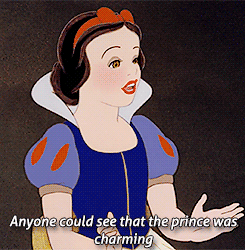 Anyone could see that the prince was
charming